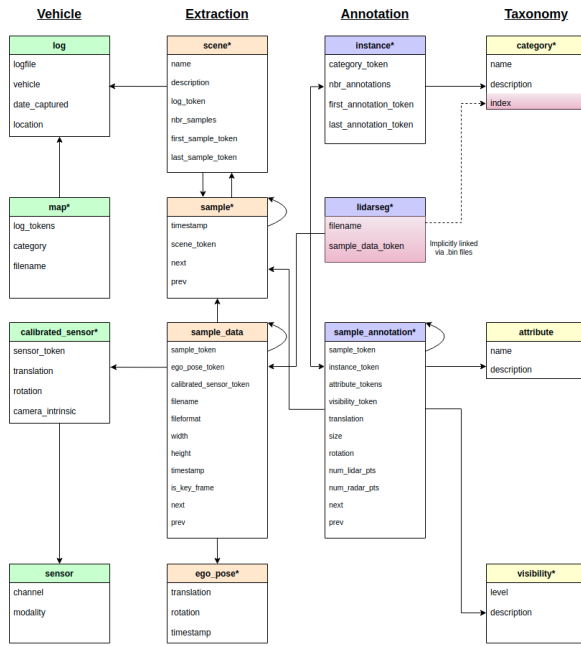 Vehicle
Extraction
Annotation
Taxonomy
log
logfile
vehicle
date_captured
location
scene*
name
description
log_token
nbr_samples
first_sample_token
last_sample_token
instance*
category_token
nbr_annotations
first_annotation_token
last_annotation_token
category*
name
description
index
map*
log_tokens
category
filename
sample*
timestamp
scene_token
next
prev
lidarseg*
filename
sample_data_token
Implicitly linked
via .bin files
calibrated_sensor*
sensor_token
translation
rotation
camera_intrinsic
sample_data
sample_token
ego_pose_token
calibrated_sensor_token
filename
fileformat
width
height
timestamp
is_key_frame
next
prev
sample_annotation*
sample_token
instance_token
attribute_tokens
visibility_token
translation
size
rotation
num_lidar_pts
num_radar_pts
next
prev
attribute
name
description
sensor
channel
modality
ego_pose*
translation
rotation
timestamp
visibility*
level
description